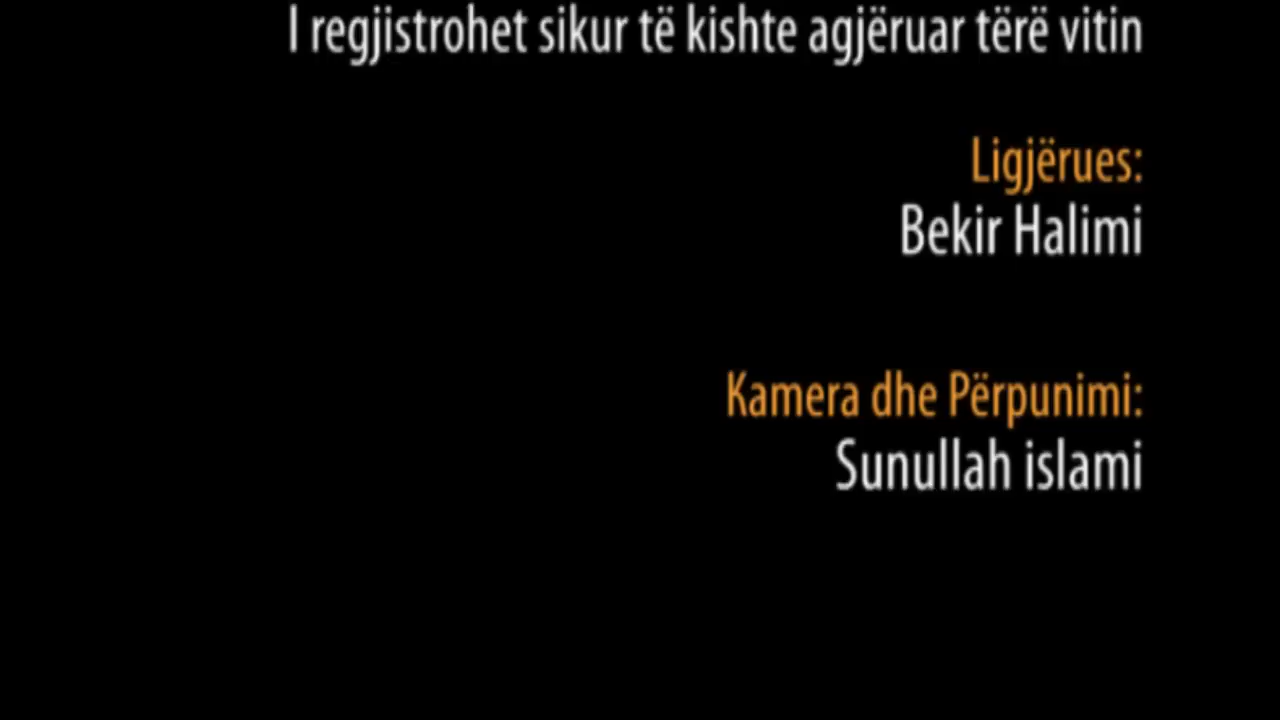 I regjistrohet sikur të kishte agjëruar tërë vitin
Ligjërues:
Bekir Halimi
Kamera dhe Përpunimi:
Sunullah islami